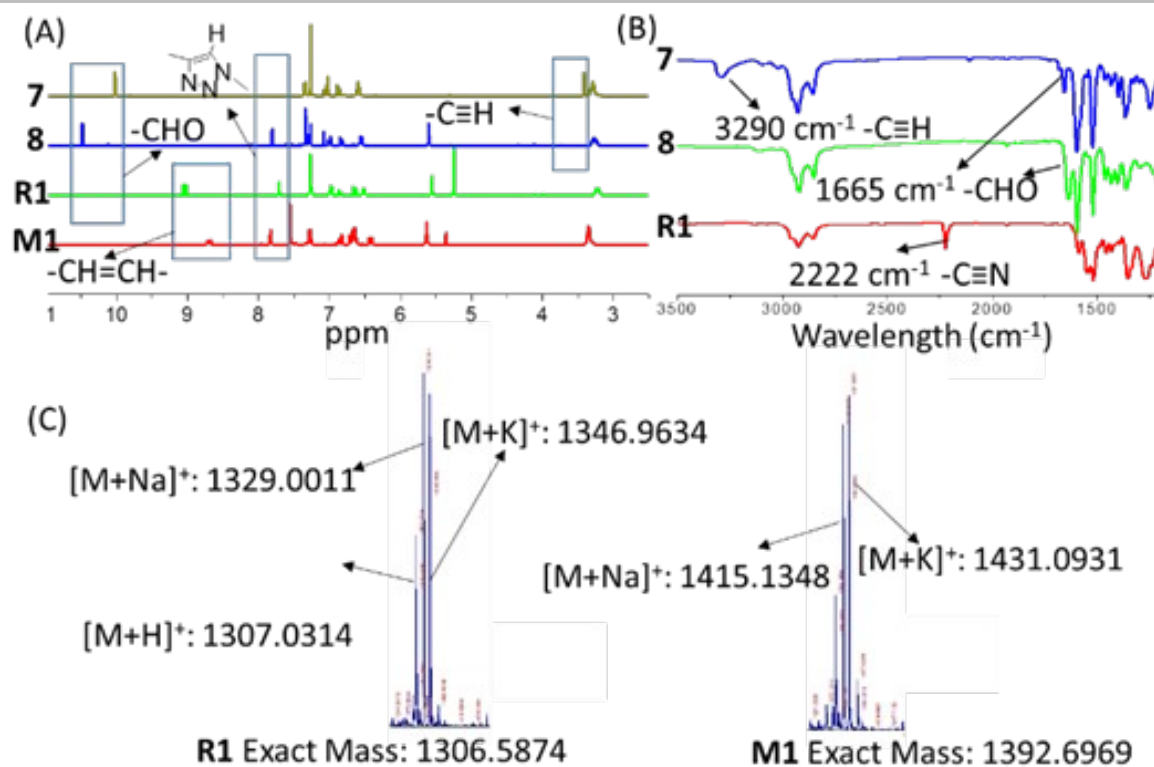 (A)
H
N
N
N
7
8
R1
M1
-CHO
-C≡H
-CH=CH-
1 10 9 8 7 6 5 4 3
ppm
(B)
7
8
R1
3290 cm⁻¹ -C≡H
1665 cm⁻¹ -CHO
2222 cm⁻¹ -C≡N
3500 3000 2500 2000 1500
Wavelength (cm⁻¹)
(C)
[M+K]⁺: 1346.9634
[M+Na]⁺: 1329.0011
[M+H]⁺: 1307.0314
R1 Exact Mass: 1306.5874
[M+Na]⁺: 1415.1348
[M+K]⁺: 1431.0931
M1 Exact Mass: 1392.6969